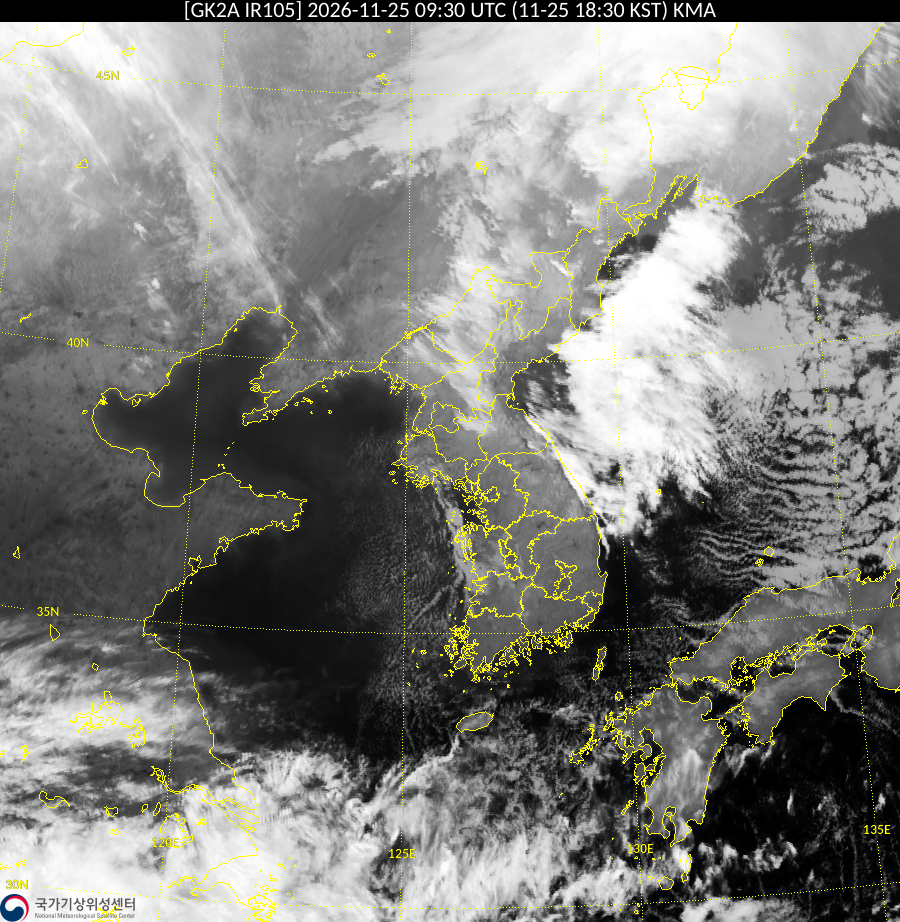 [GK2A IR105] 2026-11-25 09:30 UTC (11-25 18:30 KST) KMA
45N
40N
35N
120E
125E
130E
135E
30N
국가기상위성센터
National Meteorological Satellite Center